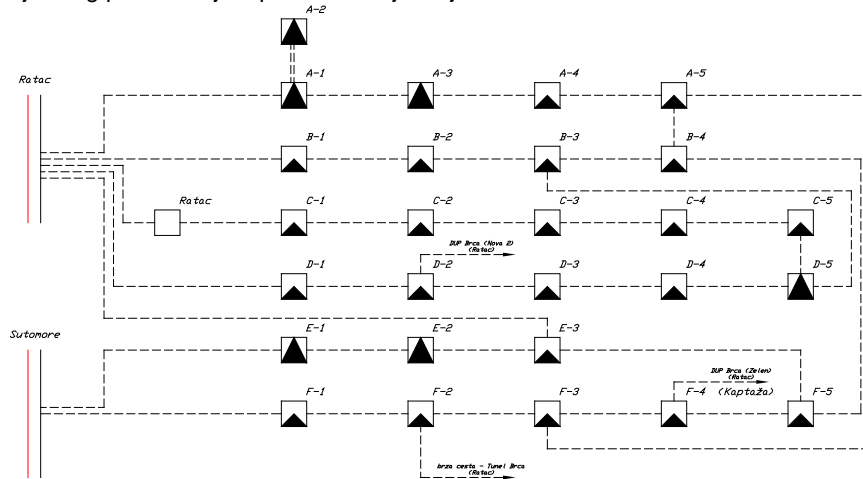 A-2
Ratac
A-1
A-3
A-4
A-5
B-1
B-2
B-3
B-4
Ratac
C-1
C-2
C-3
C-4
C-5
DUP Brca (Nova 2)
(Ratac)
D-1
D-2
D-3
D-4
D-5
Sutomore
E-1
E-2
E-3
DUP Brca (Zelen)
(Ratac)
F-1
F-2
F-3
F-4
(Kaptaža)
F-5
brza cesta - Tunel Brca
(Ratac)